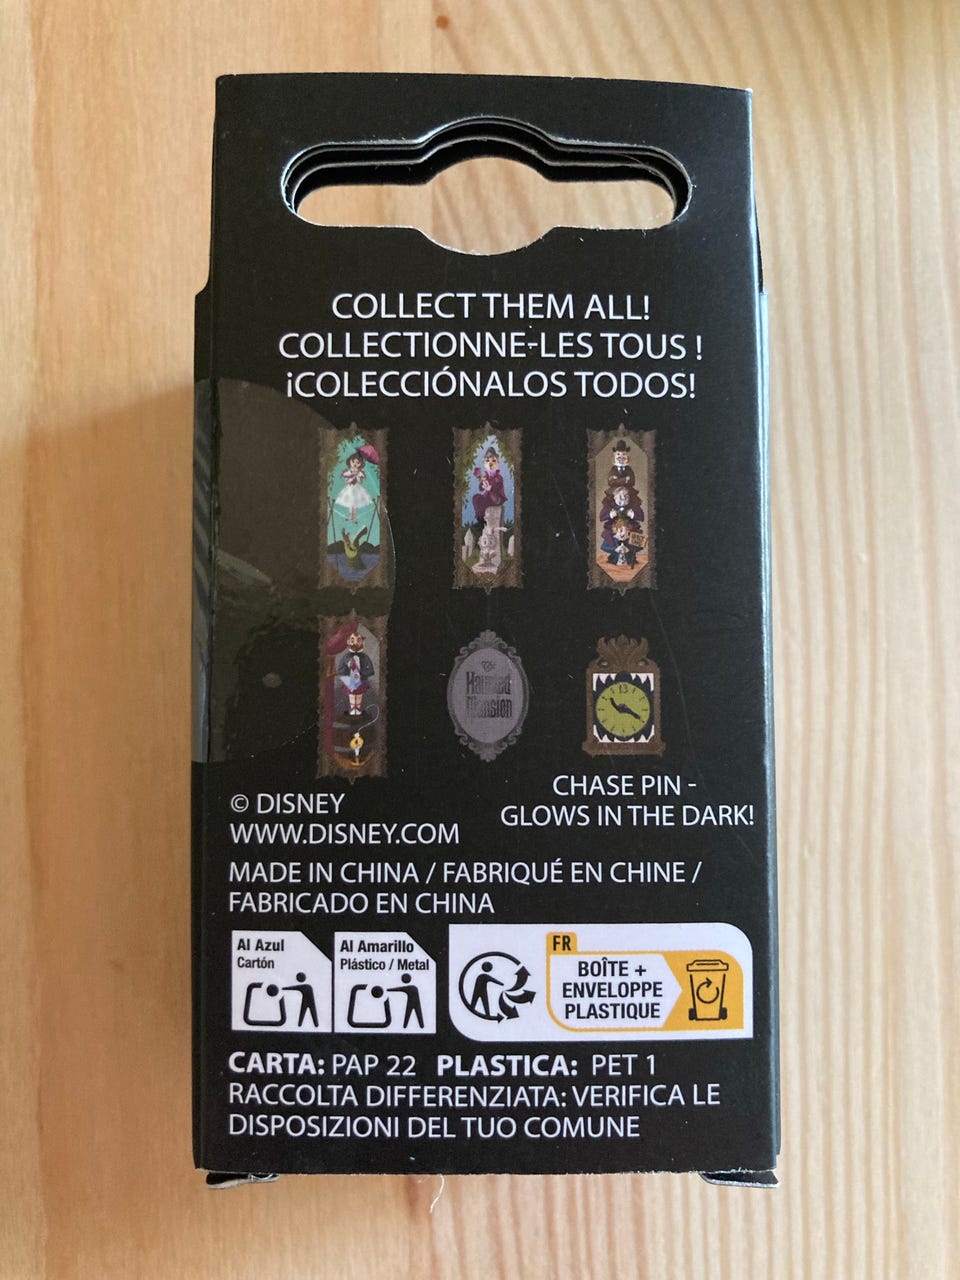 COLLECT THEM ALL!
COLLECTIONNE-LES TOUS !
¡COLECCIÓNALOS TODOS!
The
Haunted
Mansion
13
CHASE PIN -
GLOWS IN THE DARK!
© DISNEY
WWW.DISNEY.COM
MADE IN CHINA / FABRIQUÉ EN CHINE /
FABRICADO EN CHINA
Al Azul
Cartón
Al Amarillo
Plástico / Metal
FR
BOÎTE +
ENVELOPPE
PLASTIQUE
CARTA: PAP 22 PLASTICA: PET 1
RACCOLTA DIFFERENZIATA: VERIFICA LE
DISPOSIZIONI DEL TUO COMUNE